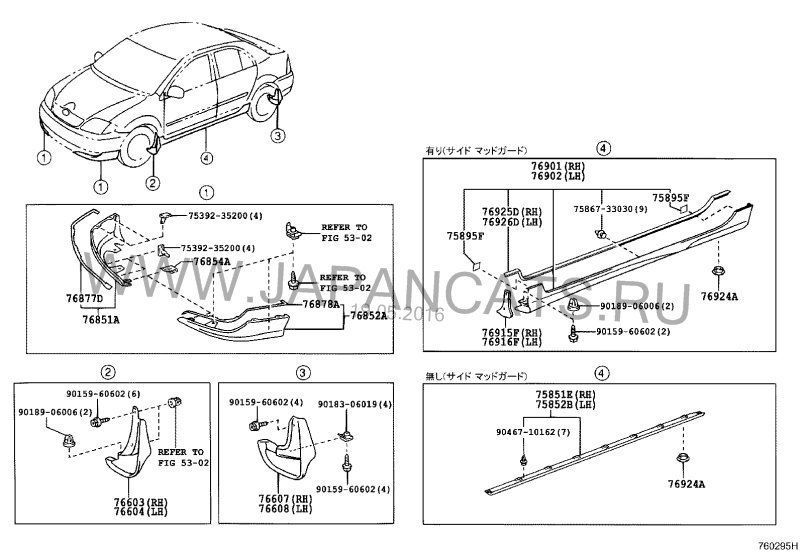 ①
①
②
④
③
①
75392-35200(4)
75392-35200(4)
76854A
REFER TO
FIG 53-02
REFER TO
FIG 53-02
76877D
76851A
76878A
76852A
有り(サイド マッドガード)
④
76901(RH)
76902(LH)
75895F
76925D(RH)
76926D(LH)
75867-33030(9)
75895F
90189-06006(2)
76924A
76915F(RH)
76916F(LH)
90159-60602(2)
WWW.JAPANCATS.RU
19.05.2016
②
90159-60602(6)
90189-06006(2)
REFER TO
FIG 53-02
76603(RH)
76604(LH)
③
90159-60602(4)
90183-06019(4)
90159-60602(4)
76607(RH)
76608(LH)
無し(サイド マッドガード)
④
75851E(RH)
75852B(LH)
90467-10162(7)
76924A
760295H